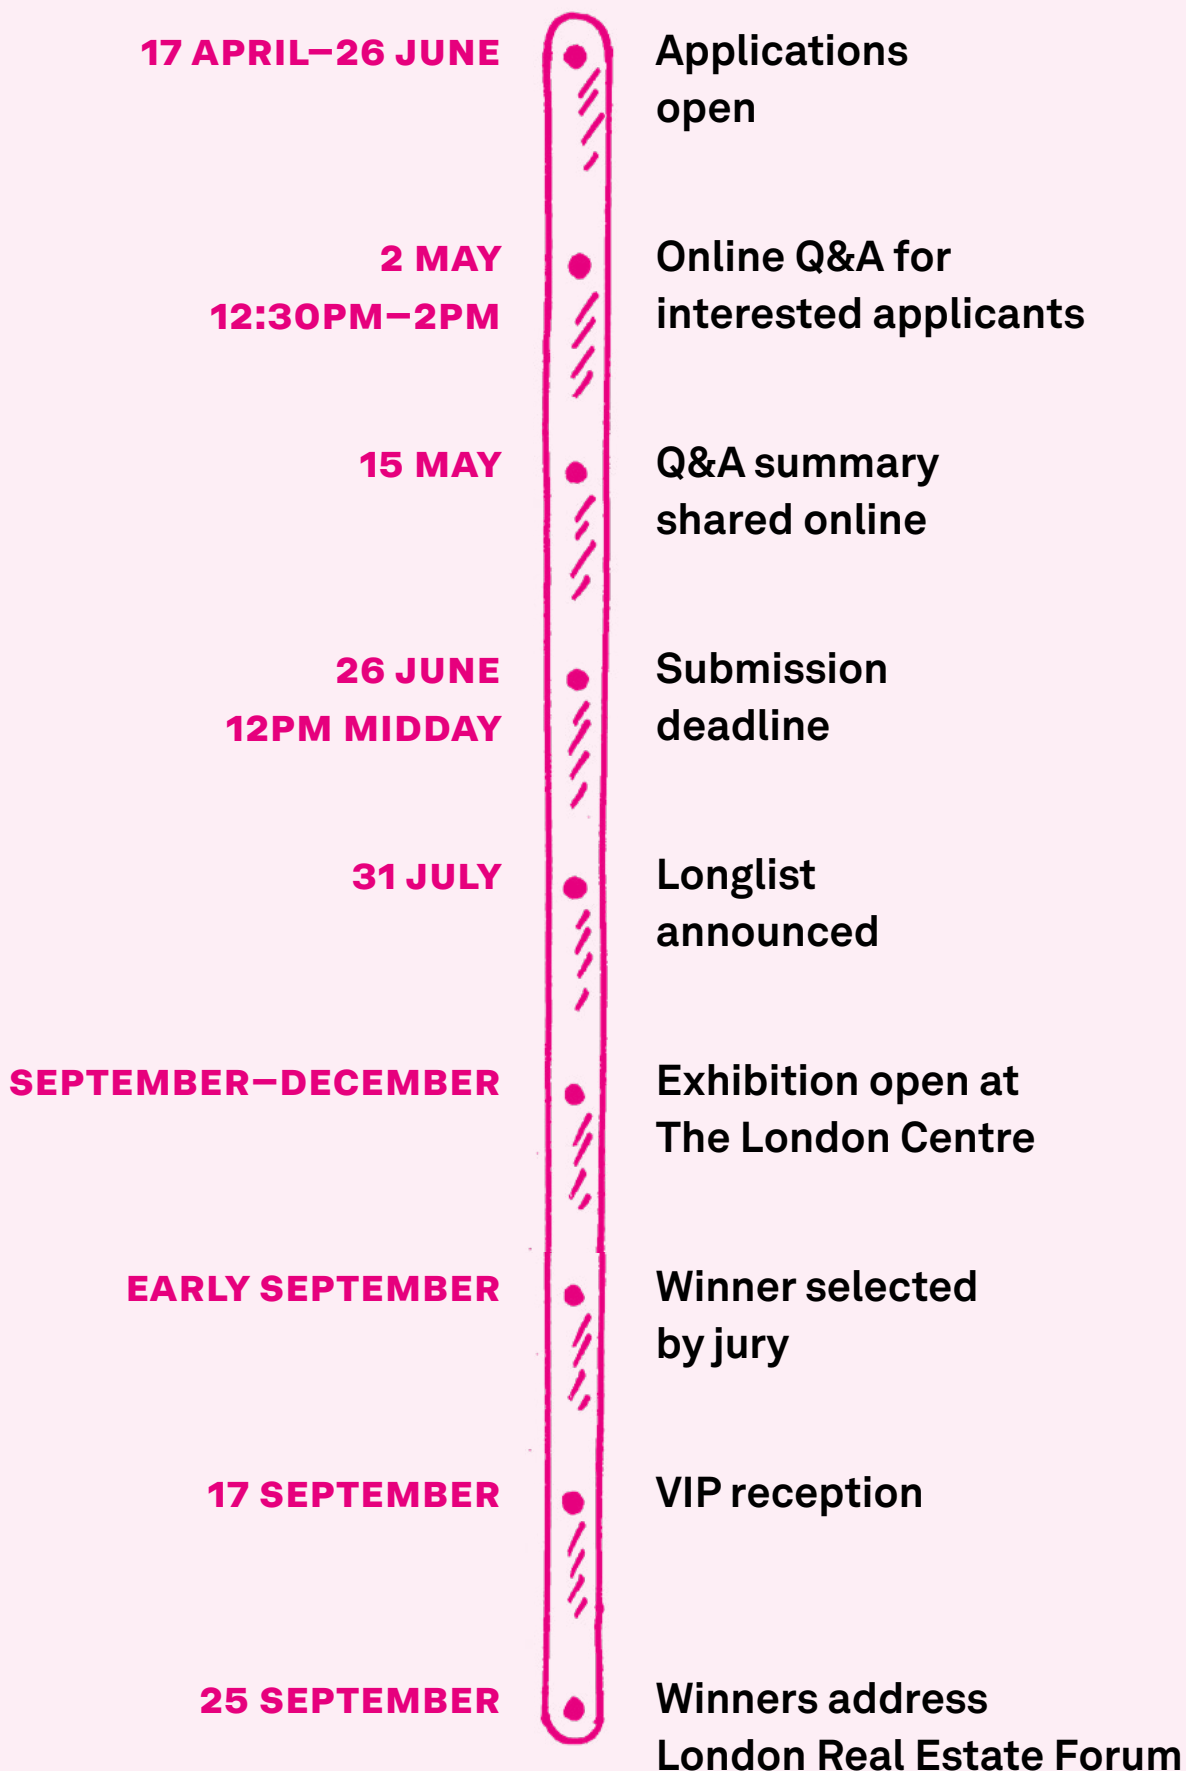 17 APRIL–26 JUNE
Applications
open
2 MAY
12:30PM–2PM
Online Q&A for
interested applicants
15 MAY
Q&A summary
shared online
26 JUNE
12PM MIDDAY
Submission
deadline
31 JULY
Longlist
announced
SEPTEMBER–DECEMBER
Exhibition open at
The London Centre
EARLY SEPTEMBER
Winner selected
by jury
17 SEPTEMBER
VIP reception
25 SEPTEMBER
Winners address
London Real Estate Forum